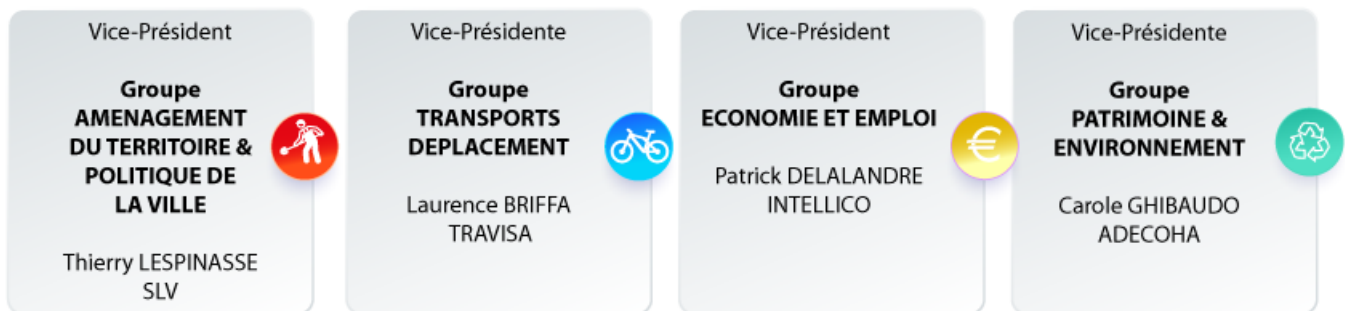 Vice-Président
Groupe
AMENAGEMENT
DU TERRITOIRE &
POLITIQUE DE
LA VILLE
Thierry LESPINASSE
SLV
Vice-Présidente
Groupe
TRANSPORTS
DEPLACEMENT
Laurence BRIFFA
TRAVISA
Vice-Président
Groupe
ECONOMIE ET EMPLOI
Patrick DELALANDRE
INTELLICO
€
Vice-Présidente
Groupe
PATRIMOINE &
ENVIRONNEMENT
Carole GHIBAUDO
ADECOHA